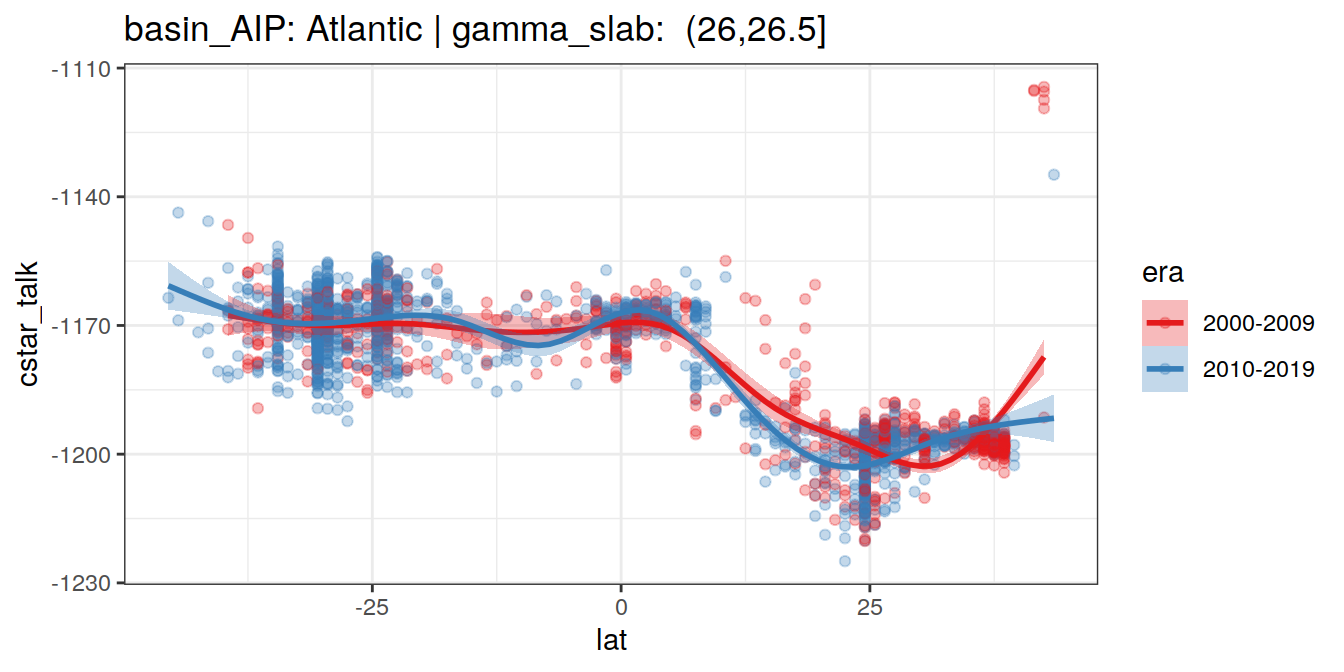 basin_AIP: Atlantic | gamma_slab:  (26,26.5]
-1110
-1140
-1170
-1200
-1230
cstar_talk
-25
0
25
lat
era
2000-2009
2010-2019